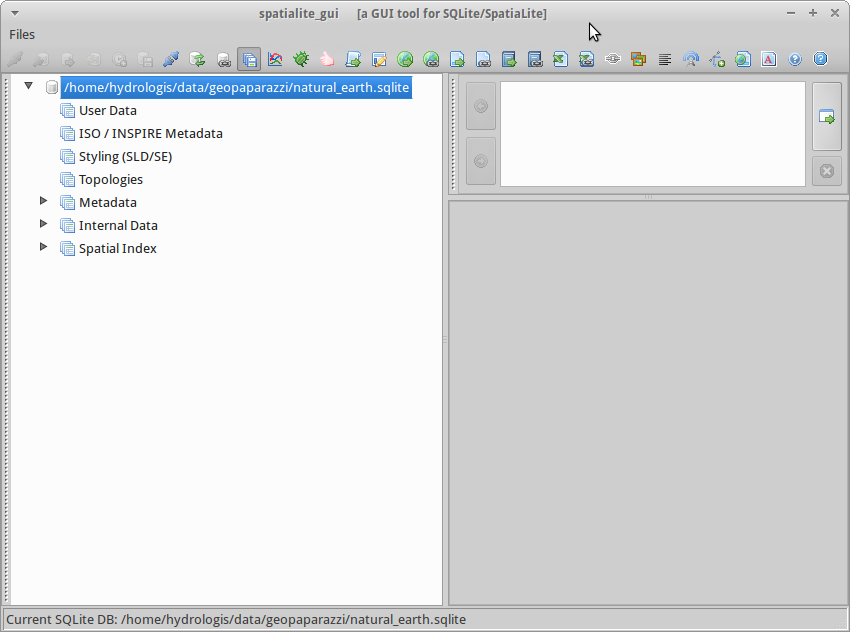 spatialite_gui [a GUI tool for SQLite/SpatiaLite]
Files
/home/hydrologis/data/geopaparazzi/natural_earth.sqlite
User Data
ISO / INSPIRE Metadata
Styling (SLD/SE)
Topologies
Metadata
Internal Data
Spatial Index
Current SQLite DB: /home/hydrologis/data/geopaparazzi/natural_earth.sqlite